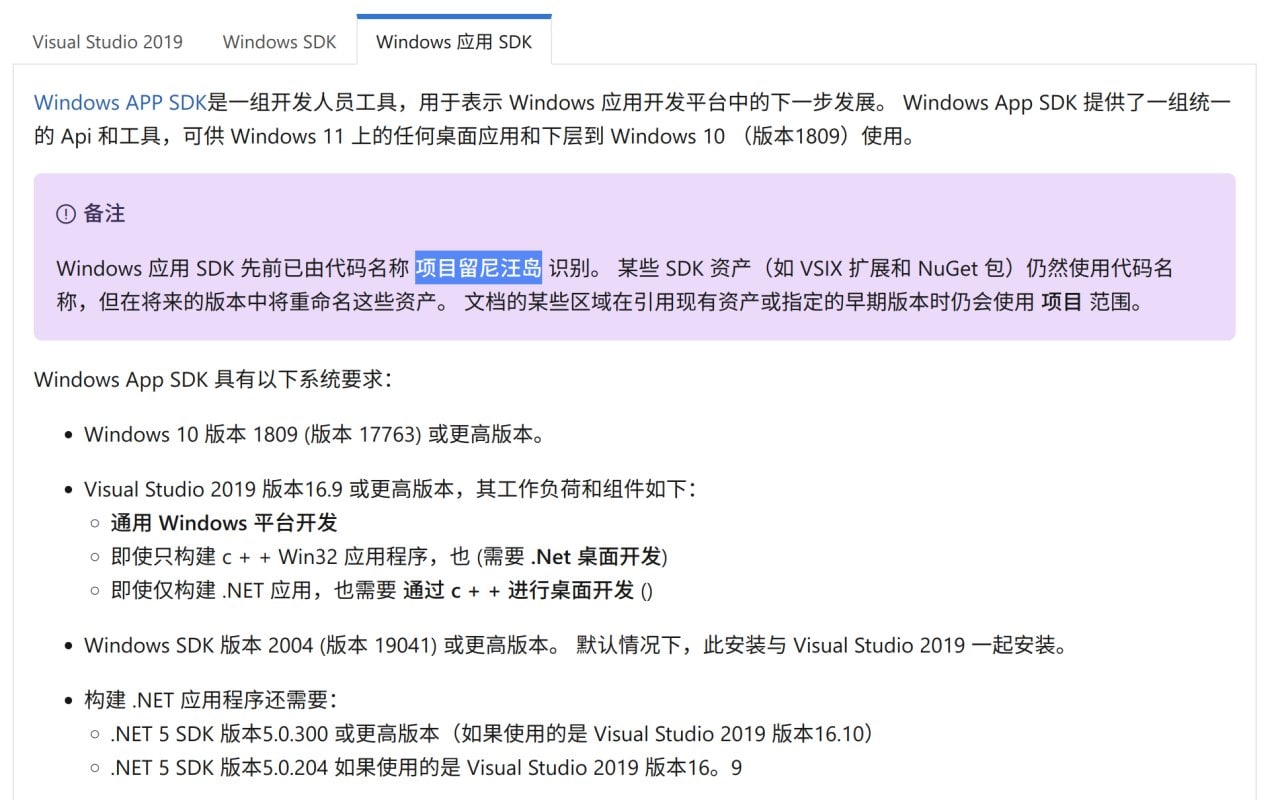 Visual Studio 2019
Windows SDK
Windows 应用 SDK
Windows APP SDK是一组开发人员工具，用于表示 Windows 应用开发平台中的下一步发展。 Windows App SDK 提供了一组统一
的 Api 和工具，可供 Windows 11 上的任何桌面应用和下层到 Windows 10 （版本1809）使用。
备注
Windows 应用 SDK 先前已由代码名称 项目留尼汪岛 识别。 某些 SDK 资产（如 VSIX 扩展和 NuGet 包）仍然使用代码名
称，但在将来的版本中将重命名这些资产。 文档的某些区域在引用现有资产或指定的早期版本时仍会使用 项目 范围。
Windows App SDK 具有以下系统要求：
• Windows 10 版本 1809 (版本 17763) 或更高版本。
• Visual Studio 2019 版本16.9 或更高版本，其工作负荷和组件如下：
○ 通用 Windows 平台开发
○ 即使只构建 c + + Win32 应用程序，也 (需要 .Net 桌面开发)
○ 即使仅构建 .NET 应用，也需要 通过 c + + 进行桌面开发 ()
• Windows SDK 版本 2004 (版本 19041) 或更高版本。 默认情况下，此安装与 Visual Studio 2019 一起安装。
• 构建 .NET 应用程序还需要：
○ .NET 5 SDK 版本5.0.300 或更高版本（如果使用的是 Visual Studio 2019 版本16.10）
○ .NET 5 SDK 版本5.0.204 如果使用的是 Visual Studio 2019 版本16。9